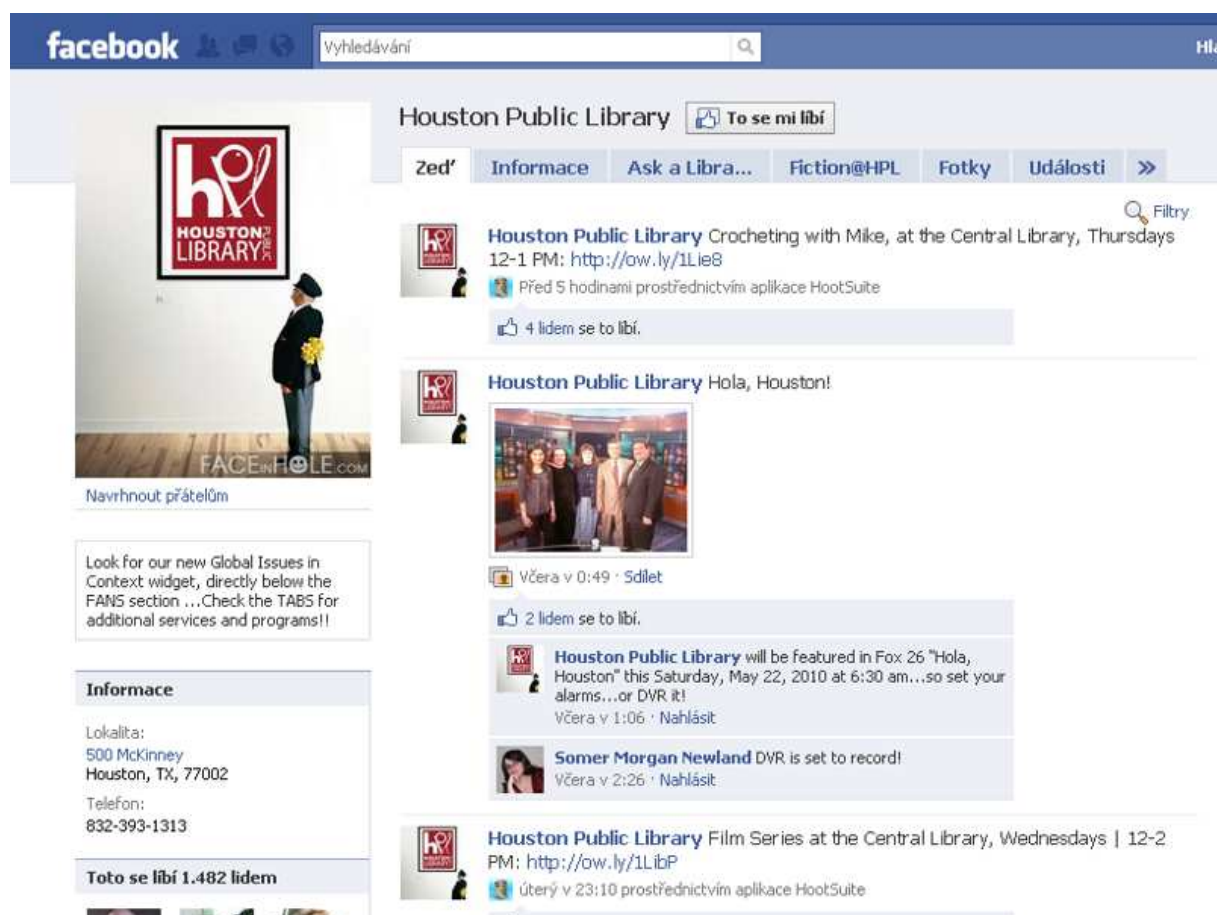 facebook
Vyhledávání
Houston Public Library
To se mi líbí
Zeď
Informace
Ask a Libra...
Fiction@HPL
Fotky
Události
»
Filtry
hpl
HOUSTON PUBLIC
LIBRARY
FACEINHOLE.COM
Navrhnout přátelům
Look for our new Global Issues in
Context widget, directly below the
FANS section ...Check the TABS for
additional services and programs!!
Informace
Lokalita:
500 McKinney
Houston, TX, 77002
Telefon:
832-393-1313
Toto se líbí 1.482 lidem
Houston Public Library Crocheting with Mike, at the Central Library, Thursdays
12-1 PM: http://ow.ly/1Lie8
Před 5 hodinami prostřednictvím aplikace HootSuite
4 lidem se to líbí.
Houston Public Library Hola, Houston!
Včera v 0:49 · Sdílet
2 lidem se to líbí.
Houston Public Library will be featured in Fox 26 "Hola,
Houston" this Saturday, May 22, 2010 at 6:30 am...so set your
alarms...or DVR it!
Včera v 1:06 · Nahlásit
Somer Morgan Newland DVR is set to record!
Včera v 2:26 · Nahlásit
Houston Public Library Film Series at the Central Library, Wednesdays | 12-2
PM: http://ow.ly/1LibP
úterý v 23:10 prostřednictvím aplikace HootSuite